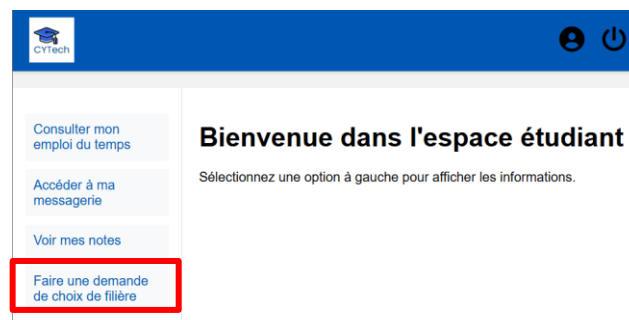 CYTech
Consulter mon
emploi du temps
Accéder à ma
messagerie
Voir mes notes
Faire une demande
de choix de filière
Bienvenue dans l'espace étudiant
Sélectionnez une option à gauche pour afficher les informations.